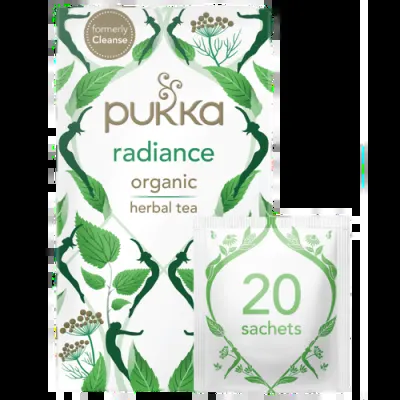 formerly
Cleanse
pukka
radiance
organic
herbal tea
20
sachets